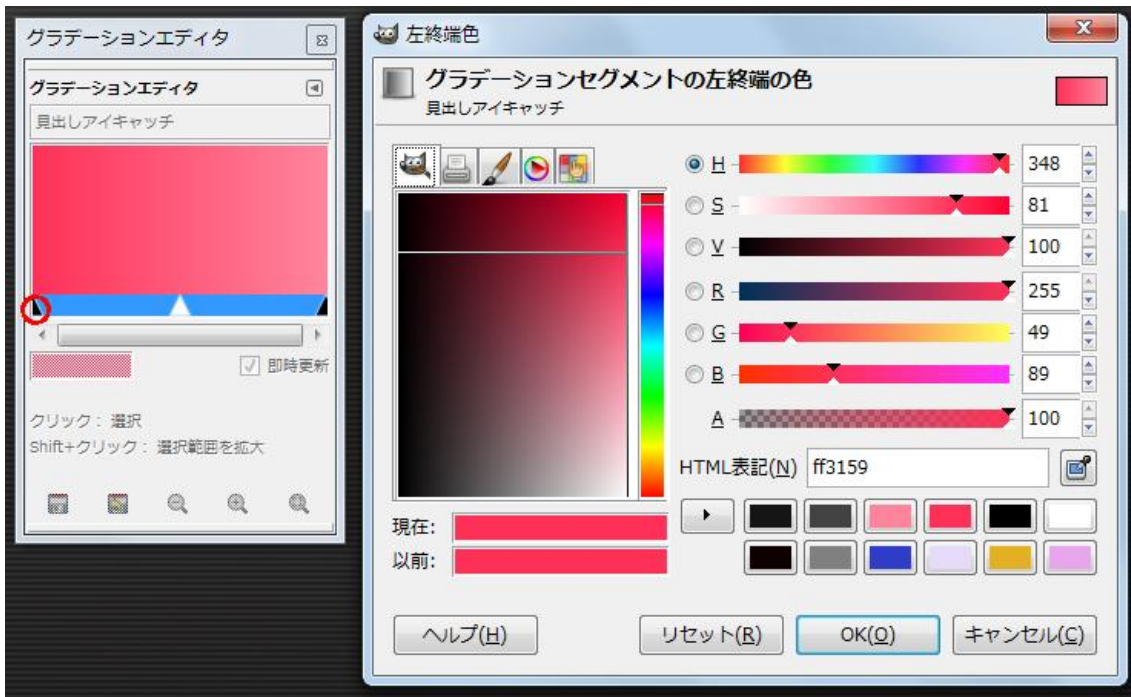 グラデーションエディタ
グラデーションエディタ
見出しアイキャッチ
即時更新
クリック： 選択
Shift+クリック： 選択範囲を拡大
左終端色
グラデーションセグメントの左終端の色
見出しアイキャッチ
H 348
S 81
V 100
R 255
G 49
B 89
A 100
HTML表記(N) ff3159
現在:
以前:
ヘルプ(H)
リセット(R)
OK(O)
キャンセル(C)